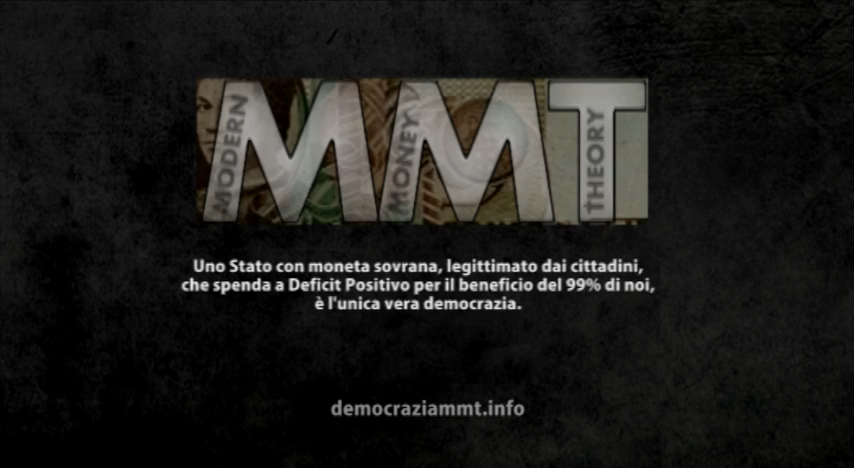 MMT
MODERN
MONEY
THEORY
Uno Stato con moneta sovrana, legittimato dai cittadini,
che spenda a Deficit Positivo per il beneficio del 99% di noi,
è l'unica vera democrazia.
democraziammt.info